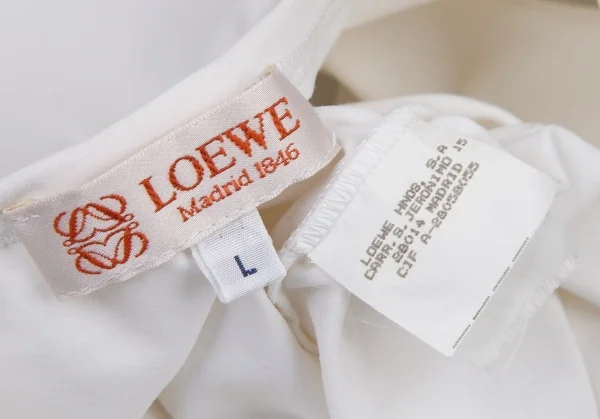 LOEWE
Madrid 1846
L
LOEWE HNOS. S.A
CARR.S.JERONIMO 15
28014 MADRID
CIF A-28058055